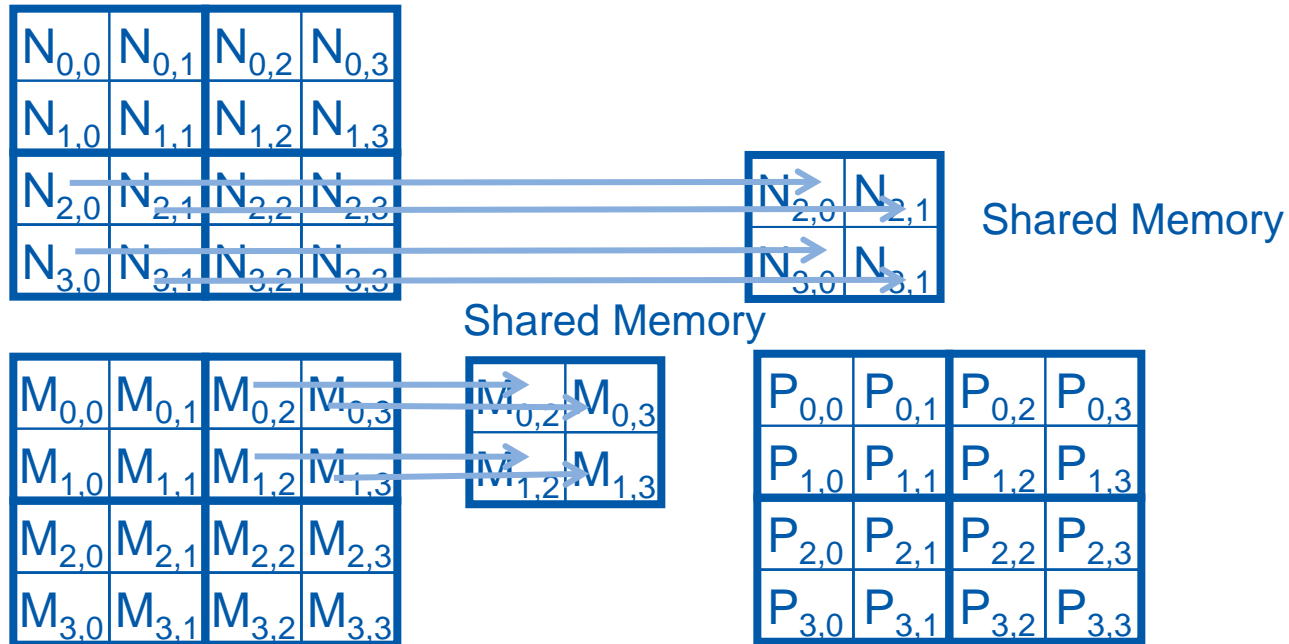 N0,0 N0,1 N0,2 N0,3
N1,0 N1,1 N1,2 N1,3
N2,0 N2,1 N2,2 N2,3
N3,0 N3,1 N3,2 N3,3
N2,0 N2,1
N3,0 N3,1
Shared Memory
Shared Memory
M0,0 M0,1 M0,2 M0,3
M1,0 M1,1 M1,2 M1,3
M2,0 M2,1 M2,2 M2,3
M3,0 M3,1 M3,2 M3,3
M0,2 M0,3
M1,2 M1,3
P0,0 P0,1 P0,2 P0,3
P1,0 P1,1 P1,2 P1,3
P2,0 P2,1 P2,2 P2,3
P3,0 P3,1 P3,2 P3,3